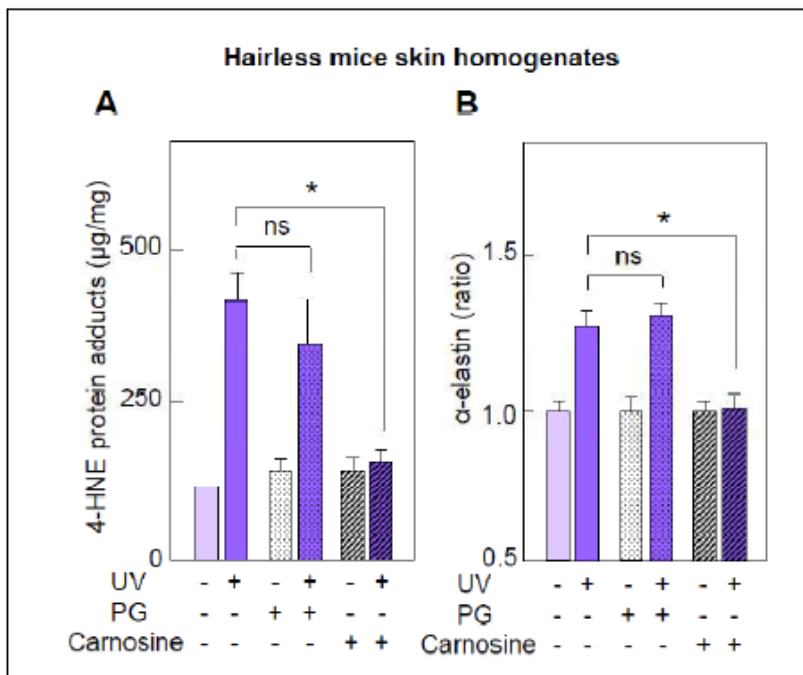 Hairless mice skin homogenates
A
4-HNE protein adducts (µg/mg)
500
250
0
*
ns
UV - + - + - +
PG - - + + - -
Carnosine - - - - + +
B
α-elastin (ratio)
1.5
1.0
0.5
*
ns
UV - + - + - +
PG - - + + - -
Carnosine - - - - + +